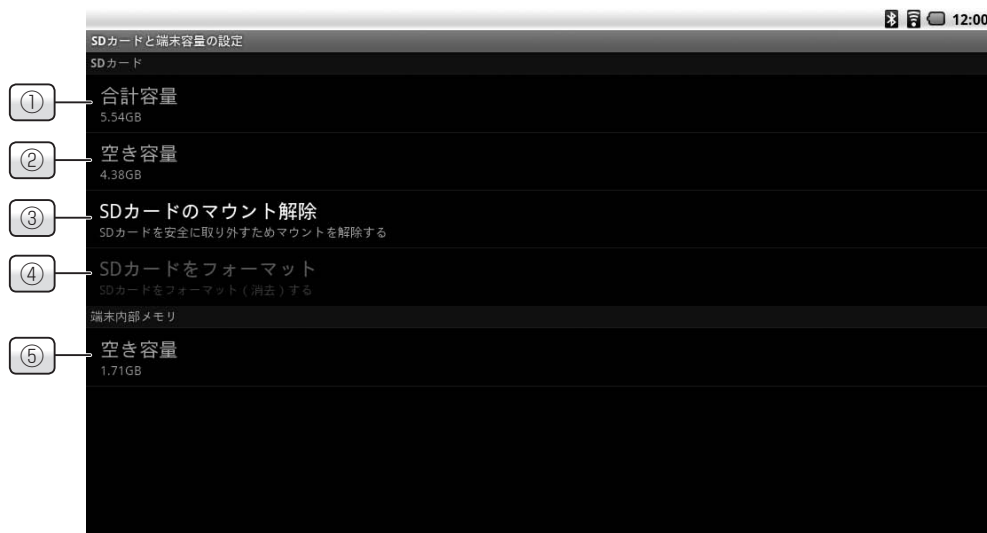 12:00
SDカードと端末容量の設定
SDカード
① 合計容量
5.54GB
② 空き容量
4.38GB
③ SDカードのマウント解除
SDカードを安全に取り外すためマウントを解除する
④ SDカードをフォーマット
SDカードをフォーマット(消去)する
端末内部メモリ
⑤ 空き容量
1.71GB